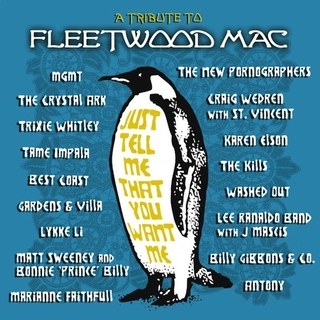 A TRIBUTE TO
FLEETWOOD MAC
MGMT
THE CRYSTAL ARK
TRIXIE WHITLEY
TAME IMPALA
BEST COAST
GARDENS & VILLA
LYKKE LI
MATT SWEENEY AND
BONNIE 'PRINCE' BILLY
MARIANNE FAITHFULL
JUST
TELL
ME
THAT
YOU
WANT
ME
THE NEW PORNOGRAPHERS
CRAIG WEDREN
WITH ST. VINCENT
KAREN ELSON
THE KILLS
WASHED OUT
LEE RANALDO BAND
WITH J MASCIS
BILLY GIBBONS & CO.
ANTONY